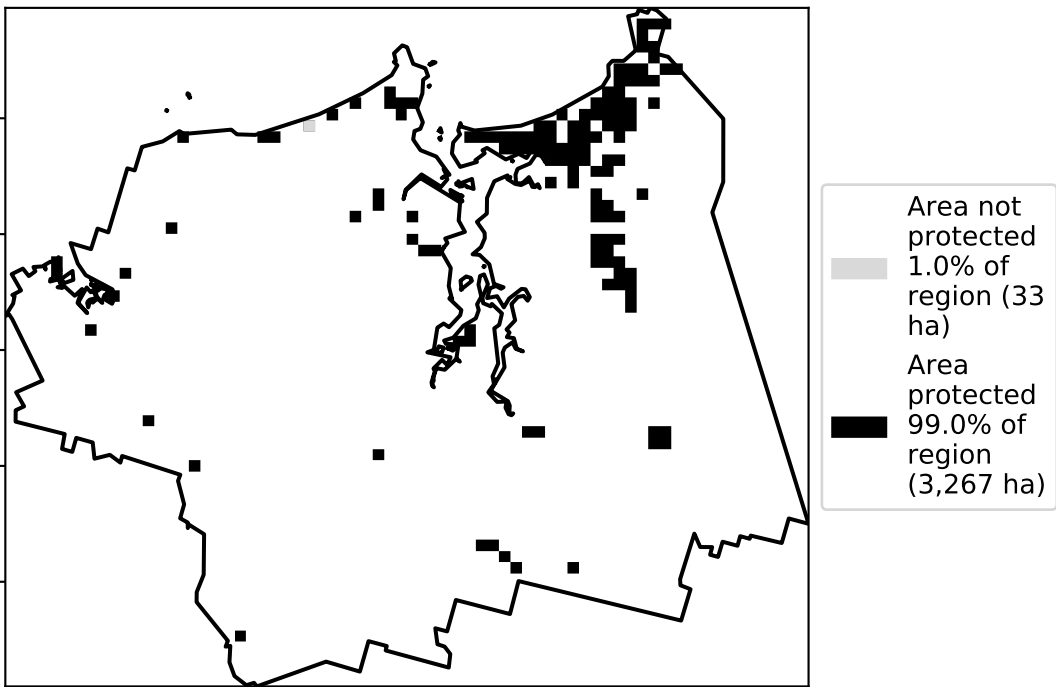 Area not
protected
1.0% of
region (33
ha)
Area
protected
99.0% of
region
(3,267 ha)